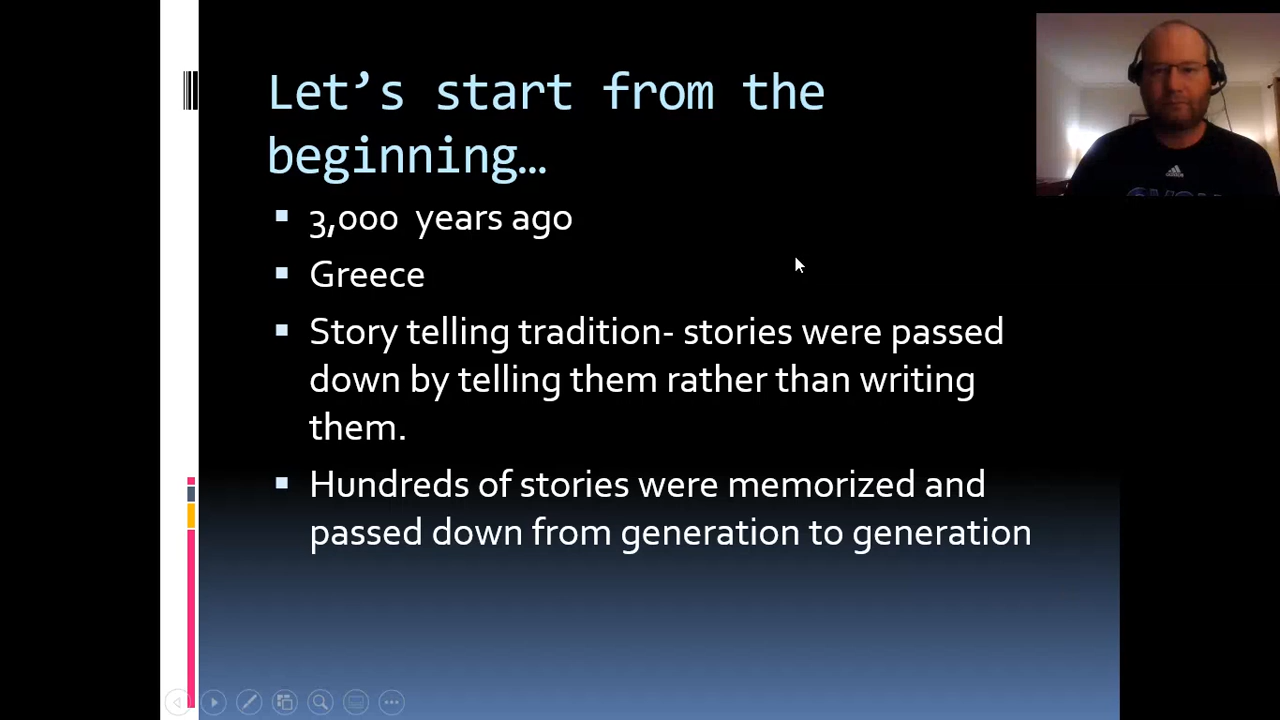 Let’s start from the
beginning…
3,000  years ago
Greece
Story telling tradition- stories were passed
down by telling them rather than writing
them.
Hundreds of stories were memorized and
passed down from generation to generation